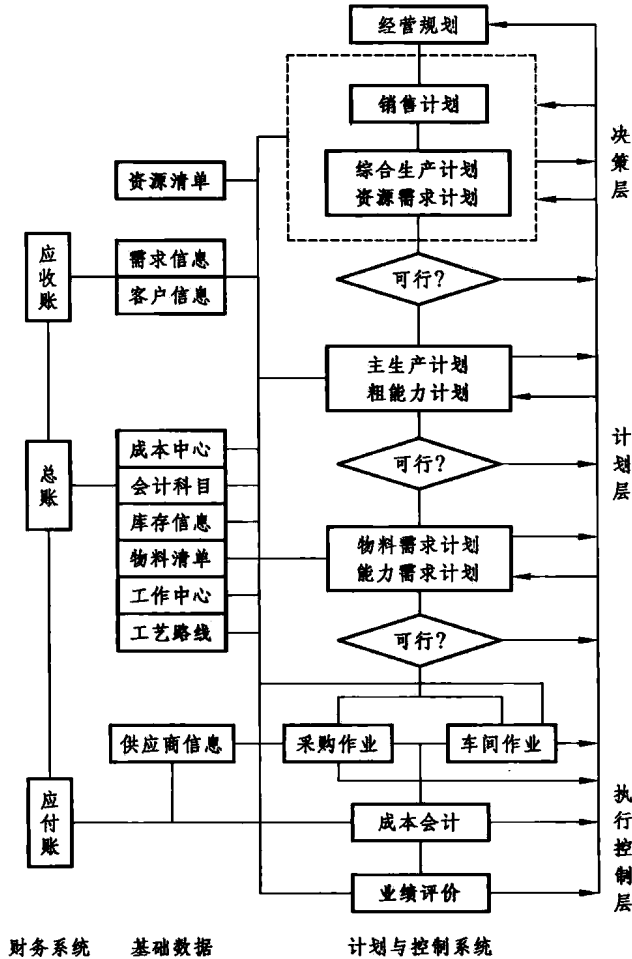 经营规划
销售计划
综合生产计划
资源需求计划
资源清单
决策层
应收账
需求信息
客户信息
可行?
主生产计划
粗能力计划
计划层
总账
成本中心
会计科目
库存信息
物料清单
工作中心
工艺路线
可行?
物料需求计划
能力需求计划
可行?
供应商信息
采购作业
车间作业
应付账
成本会计
执行控制层
业绩评价
财务系统 基础数据 计划与控制系统